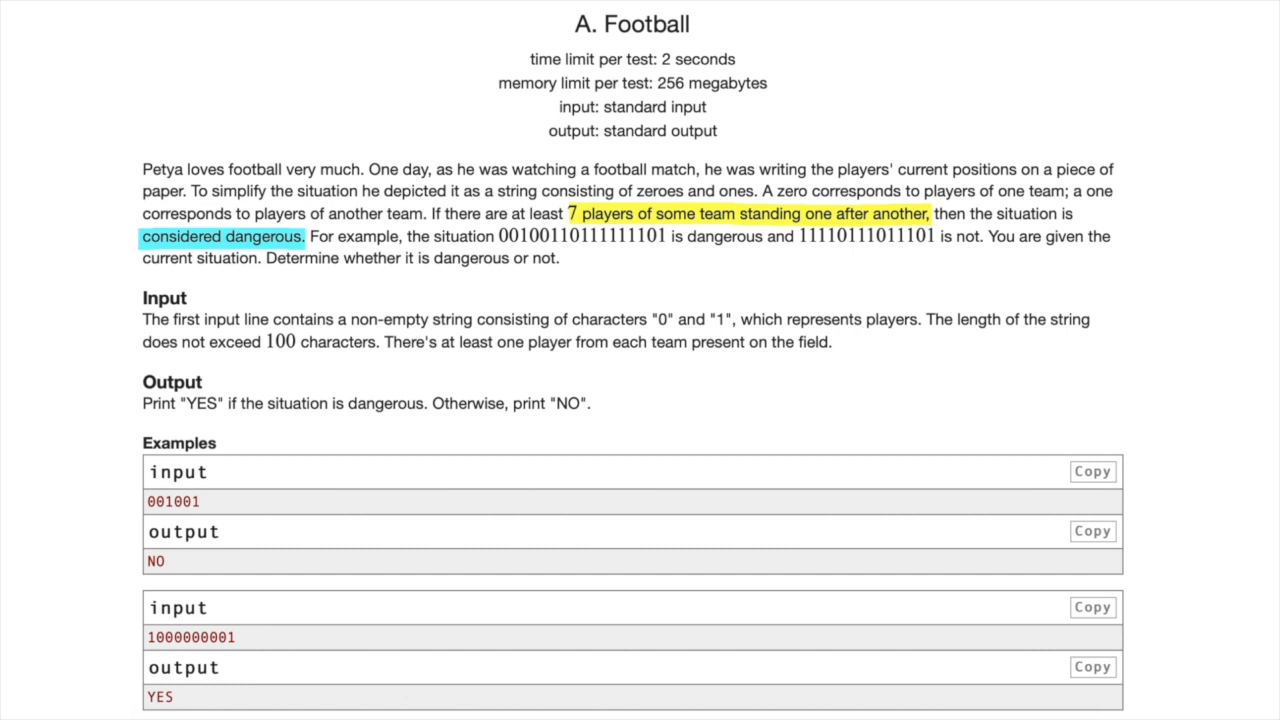 A. Football
time limit per test: 2 seconds
memory limit per test: 256 megabytes
input: standard input
output: standard output
Petya loves football very much. One day, as he was watching a football match, he was writing the players' current positions on a piece of
paper. To simplify the situation he depicted it as a string consisting of zeroes and ones. A zero corresponds to players of one team; a one
corresponds to players of another team. If there are at least 7 players of some team standing one after another, then the situation is
considered dangerous. For example, the situation 00100110111111101 is dangerous and 11110111011101 is not. You are given the
current situation. Determine whether it is dangerous or not.
Input
The first input line contains a non-empty string consisting of characters "0" and "1", which represents players. The length of the string
does not exceed 100 characters. There's at least one player from each team present on the field.
Output
Print "YES" if the situation is dangerous. Otherwise, print "NO".
Examples
input
Copy
001001
output
Copy
NO
input
Copy
1000000001
output
Copy
YES